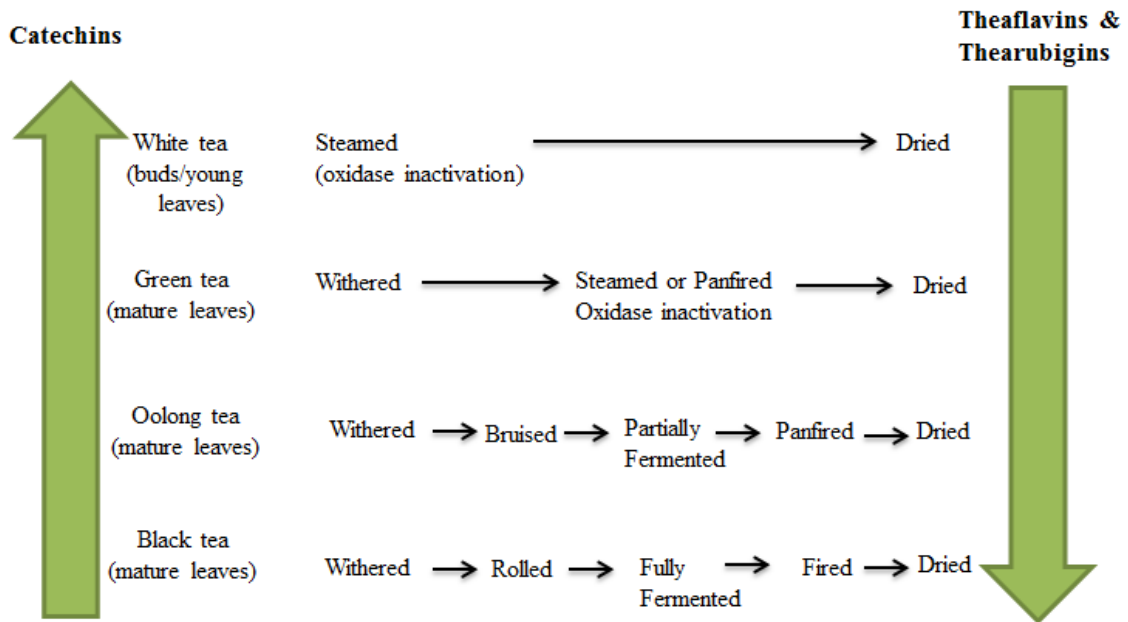 Catechins
Theaflavins &
Thearubigins
White tea
(buds/young
leaves)
Steamed
(oxidase inactivation)
Dried
Green tea
(mature leaves)
Withered
Steamed or Panfired
Oxidase inactivation
Dried
Oolong tea
(mature leaves)
Withered
Bruised
Partially
Fermented
Panfired
Dried
Black tea
(mature leaves)
Withered
Rolled
Fully
Fermented
Fired
Dried